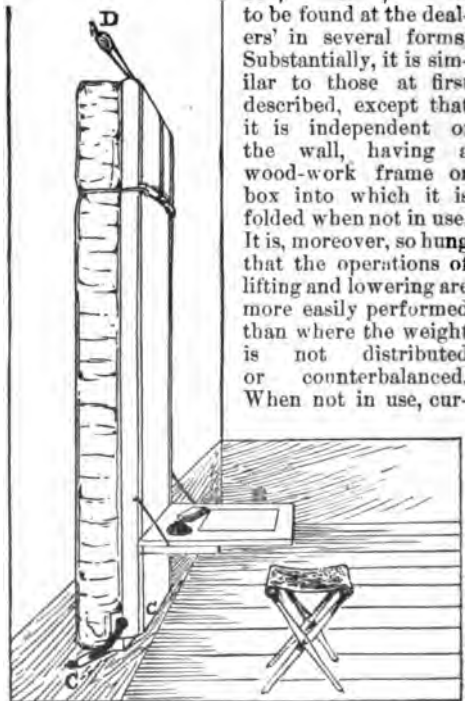 D
to be found at the deal-
ers' in several forms
Substantially, it is sim-
ilar to those at first
described, except that
it is independent of
the wall, having a
wood-work frame or
box into which it is
folded when not in use.
It is, moreover, so hung
that the operations of
lifting and lowering are
more easily performed
than where the weight
is not distributed
or counterbalanced.
When not in use, cur-
C
C